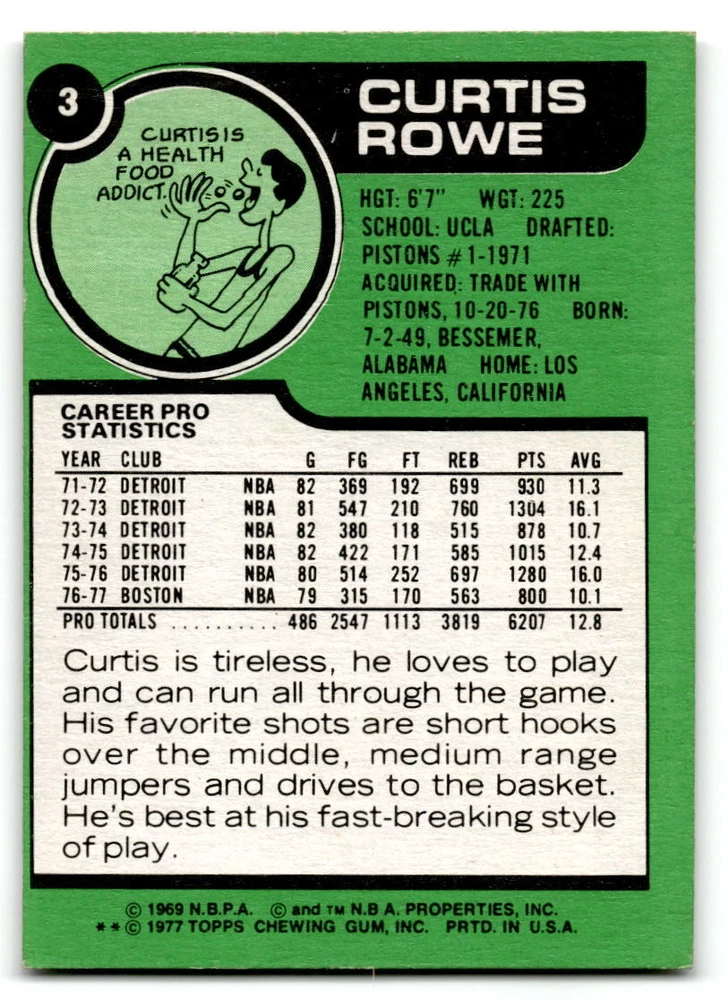 3
CURTIS
ROWE
CURTIS IS
A HEALTH
FOOD
ADDICT.
HGT: 6'7" WGT: 225
SCHOOL: UCLA DRAFTED:
PISTONS #1-1971
ACQUIRED: TRADE WITH
PISTONS, 10-20-76 BORN:
7-2-49, BESSEMER,
ALABAMA HOME: LOS
ANGELES, CALIFORNIA
CAREER PRO
STATISTICS
YEAR CLUB G FG FT REB PTS AVG
71-72 DETROIT NBA 82 369 192 699 930 11.3
72-73 DETROIT NBA 81 547 210 760 1304 16.1
73-74 DETROIT NBA 82 380 118 515 878 10.7
74-75 DETROIT NBA 82 422 171 585 1015 12.4
75-76 DETROIT NBA 80 514 252 697 1280 16.0
76-77 BOSTON NBA 79 315 170 563 800 10.1
PRO TOTALS .......... 486 2547 1113 3819 6207 12.8
Curtis is tireless, he loves to play
and can run all through the game.
His favorite shots are short hooks
over the middle, medium range
jumpers and drives to the basket.
He's best at his fast-breaking style
of play.
© 1969 N.B.P.A. © and TM N.B A. PROPERTIES, INC.
**© 1977 TOPPS CHEWING GUM, INC. PRTD. IN U.S.A.